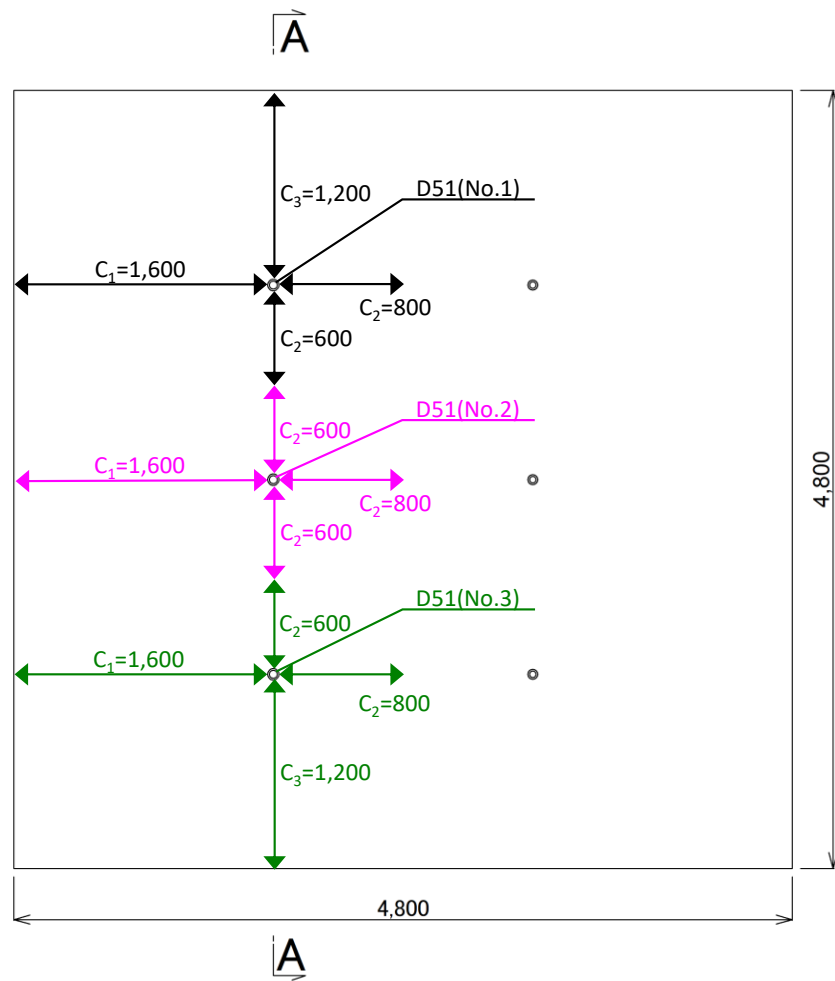 A
D51(No.1)
C₃=1,200
C₁=1,600
C₂=800
C₂=600
D51(No.2)
C₂=600
C₁=1,600
C₂=800
C₂=600
4,800
D51(No.3)
C₂=600
C₁=1,600
C₂=800
C₃=1,200
4,800
A